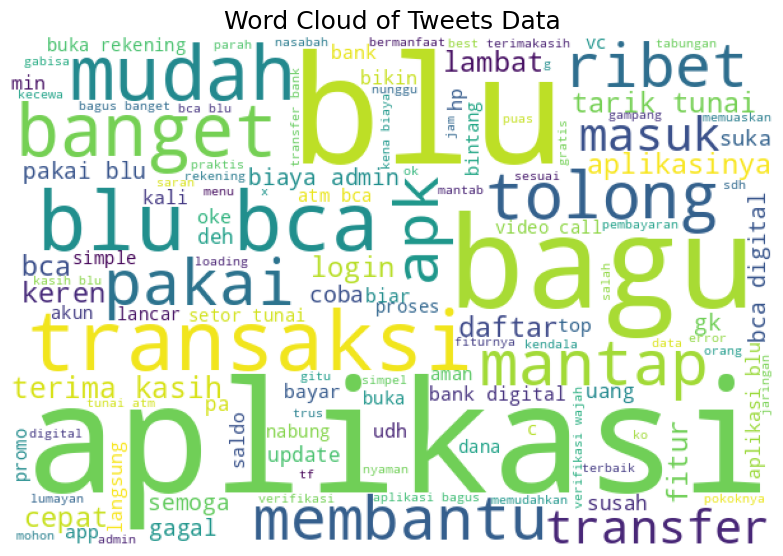 Word Cloud of Tweets Data
buka rekening
parah
nasabah
bermanfaat
best
terimakasih
vc
tabungan
gabisa
bank
lambat
g
min
mudah
blu
ribet
kecewa
bagus banget
bca blu
transfer bank
bikin
nunggu
hp
jam
bintang
puas
gratis
tarik tunai
memuaskan
gampang
banget
kena biaya
masuk
suka
praktis
ok
pakai blu
rekening
biaya admin
aplikasinya
saran
menu
x
atm bca
mantab
sesuai
sdh
kali
oke
apk
tolong
pembayaran
blu bca
deh
video call
bca digital
bca
simple
loading
login
bagu
salah
kasih blu
keren
pakai
coba
biar
akun
lancar
setor tunai
proses
daftar
top
gk
fiturnya
kendala
error
transaksi
data
orang
mantap
aplikasi blu
jaringan
terima kasih
pa
gitu
simpel
aman
bayar
buka
bank digital
uang
tunai atm
trus
nabung
udh
dana
c
verifikasi wajah
fitur
ko
promo
digital
langsung
saldo
update
tf
nyaman
terbaik
aplikasi
lumayan
semoga
verifikasi
aplikasi bagus
memudahkan
susah
pokoknya
cepat
mohon
admin
app
gagal
membantu
transfer